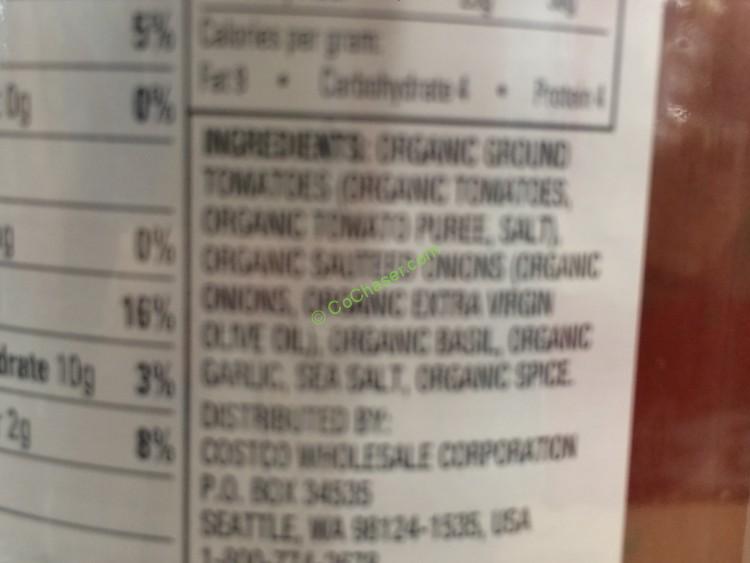 5%
0g 0%
0%
16%
drate 10g 3%
2g 8%
Calories per gram:
Fat 9 • Carbohydrate 4 • Protein 4
INGREDIENTS: ORGANIC GROUND
TOMATOES (ORGANIC TOMATOES,
ORGANIC TOMATO PUREE, SALT),
ORGANIC SAUTEED ONIONS (ORGANIC
ONIONS, ORGANIC EXTRA VIRGIN
OLIVE OIL), ORGANIC BASIL, ORGANIC
GARLIC, SEA SALT, ORGANIC SPICE.
DISTRIBUTED BY:
COSTCO WHOLESALE CORPORATION
P.O. BOX 34535
SEATTLE, WA 98124-1535, USA
© CoChaser.com